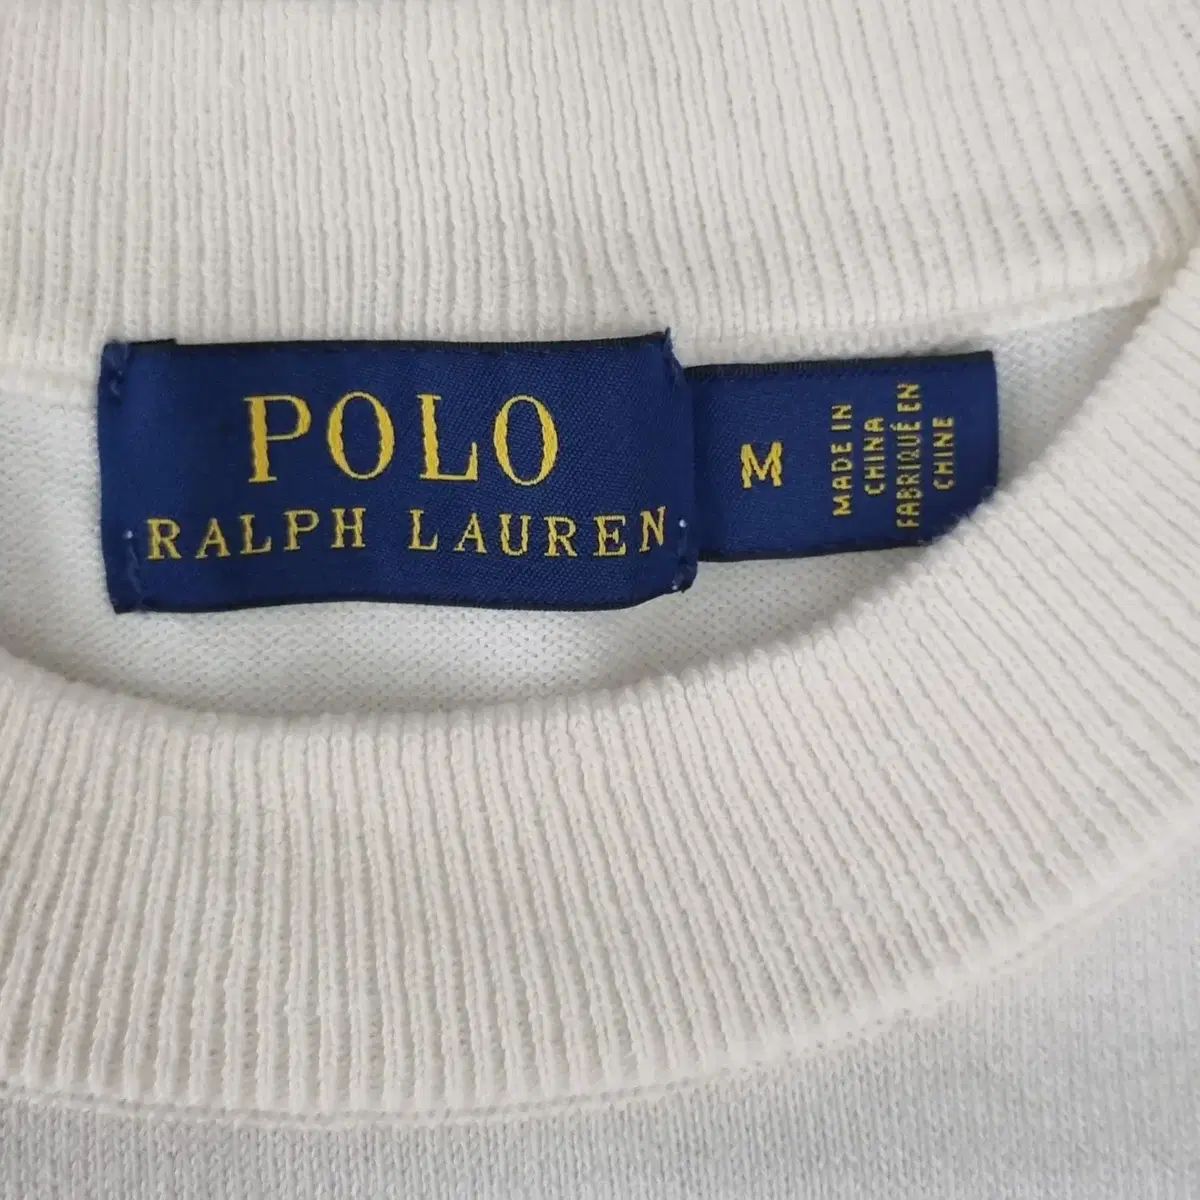 POLO
RALPH LAUREN
M
MADE IN
CHINA
FABRIQUÉ EN
CHINE